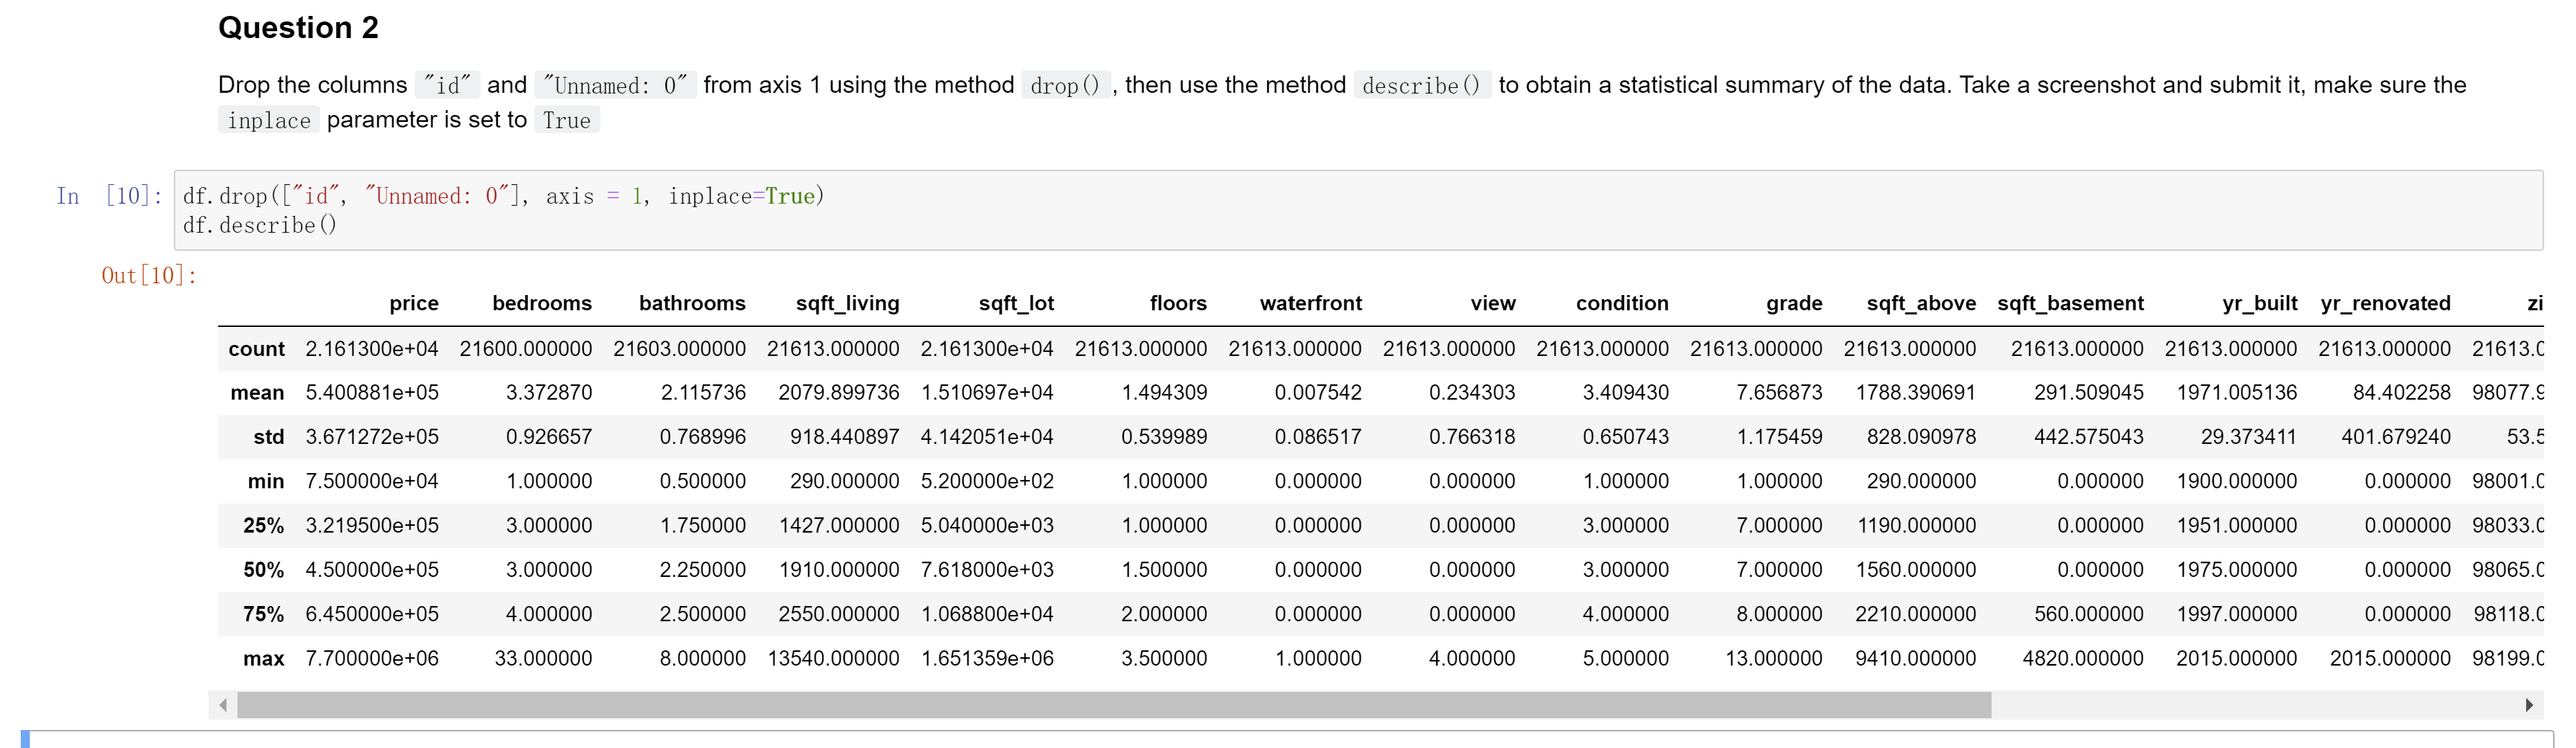 Question 2
Drop the columns "id" and "Unnamed: 0" from axis 1 using the method drop() , then use the method describe() to obtain a statistical summary of the data. Take a screenshot and submit it, make sure the
inplace parameter is set to True
In [10]: df.drop(["id", "Unnamed: 0"], axis = 1, inplace=True)
df.describe()
Out[10]:
price bedrooms bathrooms sqft_living sqft_lot floors waterfront view condition grade sqft_above sqft_basement yr_built yr_renovated zi
count 2.161300e+04 21600.000000 21603.000000 21613.000000 2.161300e+04 21613.000000 21613.000000 21613.000000 21613.000000 21613.000000 21613.000000 21613.000000 21613.000000 21613.000000 21613.0
mean 5.400881e+05 3.372870 2.115736 2079.899736 1.510697e+04 1.494309 0.007542 0.234303 3.409430 7.656873 1788.390691 291.509045 1971.005136 84.402258 98077.9
std 3.671272e+05 0.926657 0.768996 918.440897 4.142051e+04 0.539989 0.086517 0.766318 0.650743 1.175459 828.090978 442.575043 29.373411 401.679240 53.5
min 7.500000e+04 1.000000 0.500000 290.000000 5.200000e+02 1.000000 0.000000 0.000000 1.000000 1.000000 290.000000 0.000000 1900.000000 0.000000 98001.0
25% 3.219500e+05 3.000000 1.750000 1427.000000 5.040000e+03 1.000000 0.000000 0.000000 3.000000 7.000000 1190.000000 0.000000 1951.000000 0.000000 98033.0
50% 4.500000e+05 3.000000 2.250000 1910.000000 7.618000e+03 1.500000 0.000000 0.000000 3.000000 7.000000 1560.000000 0.000000 1975.000000 0.000000 98065.0
75% 6.450000e+05 4.000000 2.500000 2550.000000 1.068800e+04 2.000000 0.000000 0.000000 4.000000 8.000000 2210.000000 560.000000 1997.000000 0.000000 98118.0
max 7.700000e+06 33.000000 8.000000 13540.000000 1.651359e+06 3.500000 1.000000 4.000000 5.000000 13.000000 9410.000000 4820.000000 2015.000000 2015.000000 98199.0